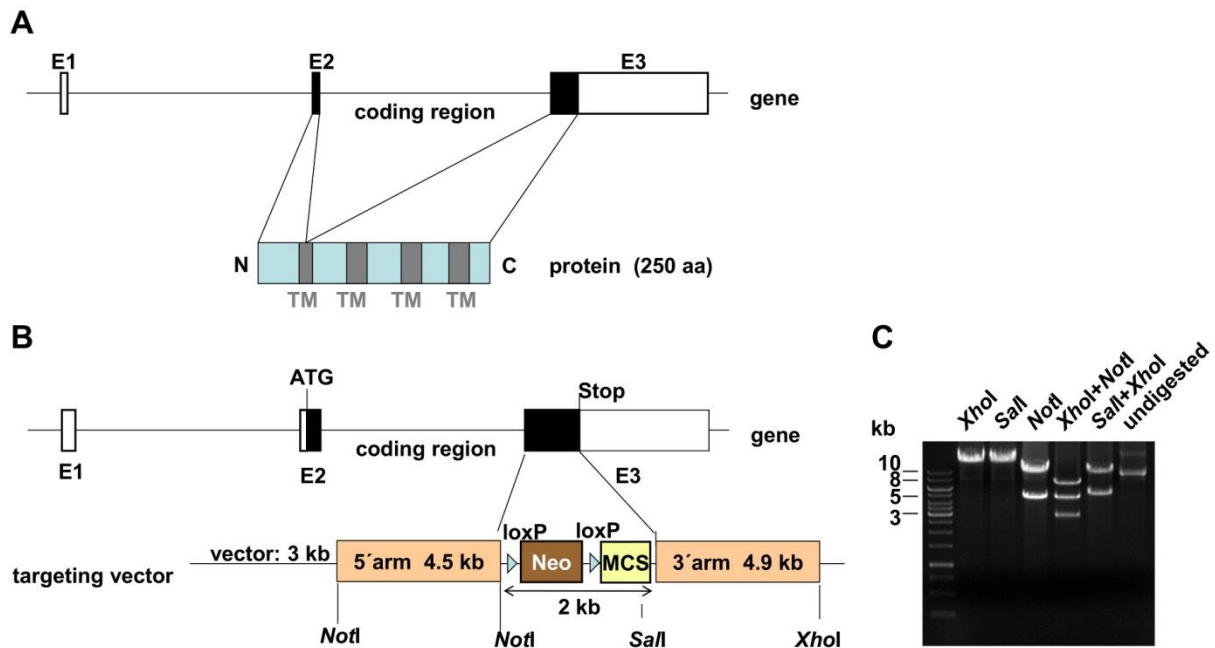 A
E1 E2 E3
coding region
gene
N C protein (250 aa)
TM TM TM TM
B
ATG
Stop
gene
coding region
E1 E2 E3
loxP loxP
vector: 3 kb 5´arm 4.5 kb Neo MCS 3´arm 4.9 kb
targeting vector
2 kb
NotI NotI SalI XhoI
C
XhoI SalI NotI XhoI+NotI SalI+XhoI undigested
kb
10
8
5
3